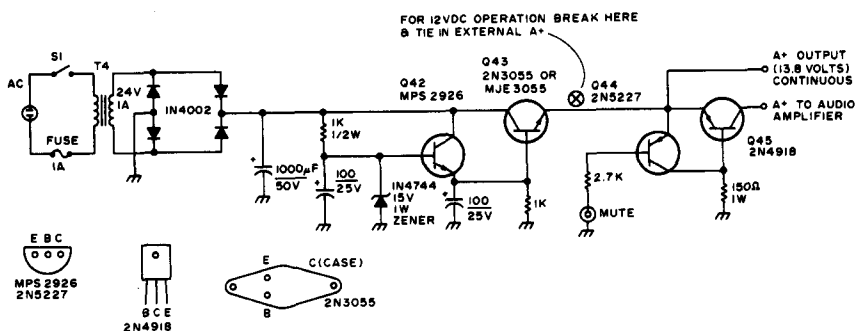 FOR 12VDC OPERATION BREAK HERE
& TIE IN EXTERNAL A+
S1
T4
AC
24V
1A
1N4002
FUSE
1A
1K
1/2W
Q42
MPS 2926
Q43
2N3055 OR
MJE3055
Q44
2N5227
A+ OUTPUT
(13.8 VOLTS)
CONTINUOUS
A+ TO AUDIO
AMPLIFIER
Q45
2N4918
+
1000µF
50V
+
100
25V
1N4744
15V
1W
ZENER
+
100
25V
1K
2.7K
MUTE
150Ω
1W
E B C
MPS 2926
2N5227
B C E
2N4918
E
C(CASE)
B
2N3055